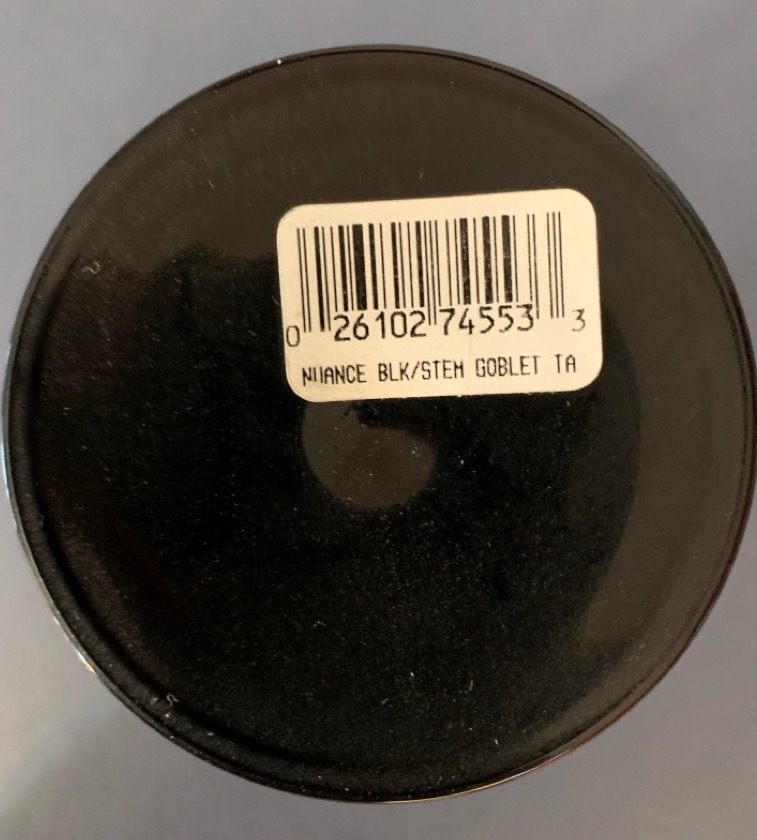 0 26102 74553 3
NUANCE BLK/STEM GOBLET TA